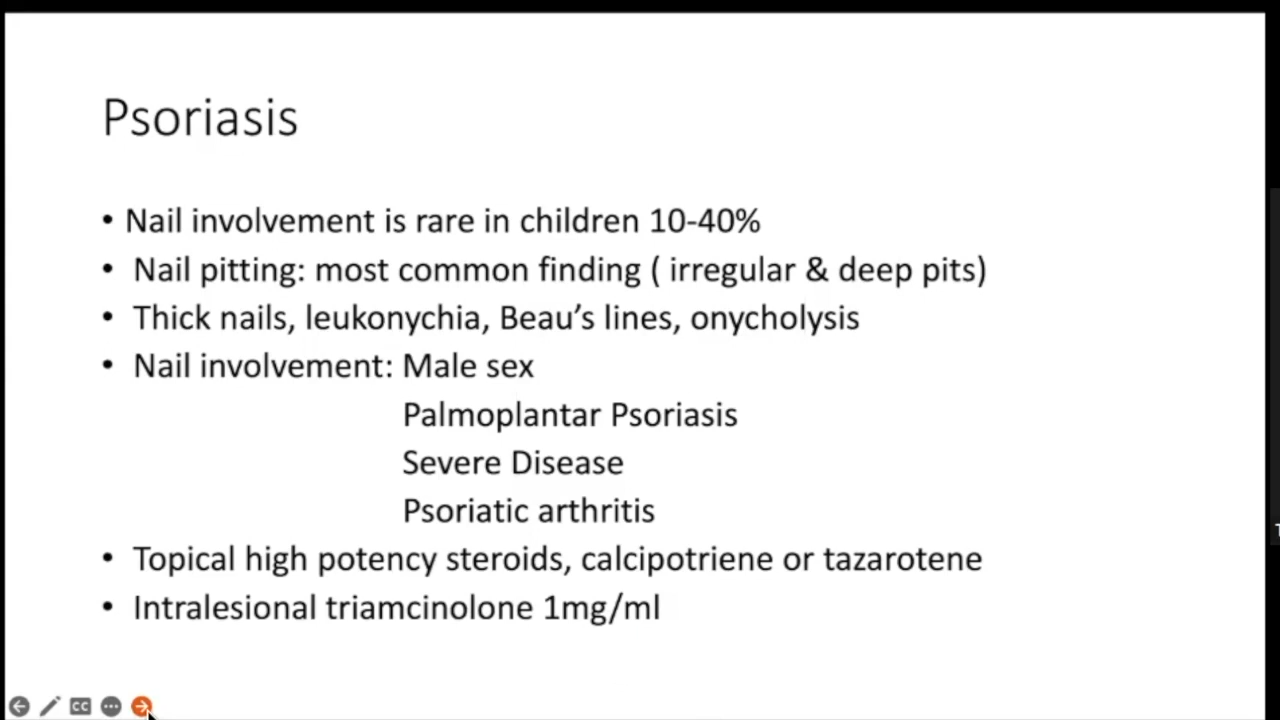 Psoriasis
• Nail involvement is rare in children 10-40%
• Nail pitting: most common finding ( irregular & deep pits)
• Thick nails, leukonychia, Beau’s lines, onycholysis
• Nail involvement: Male sex
Palmoplantar Psoriasis
Severe Disease
Psoriatic arthritis
• Topical high potency steroids, calcipotriene or tazarotene
• Intralesional triamcinolone 1mg/ml
CC